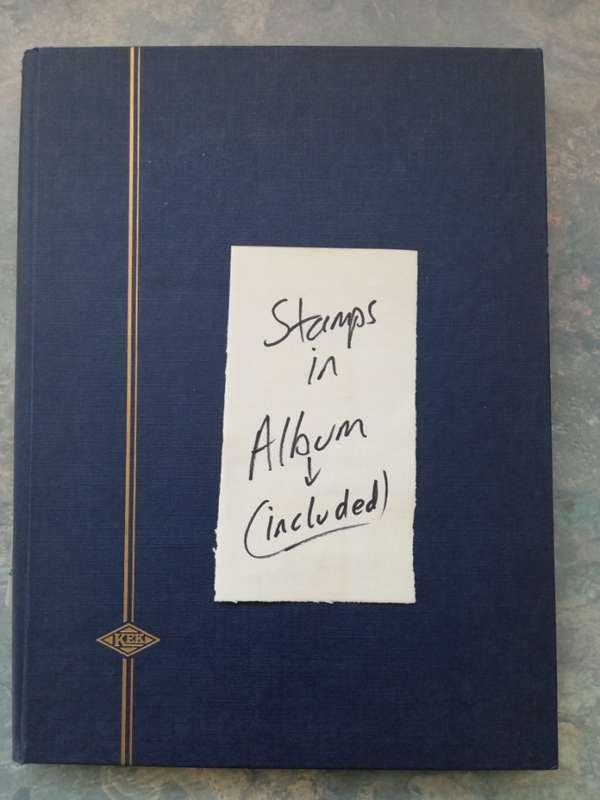 Stamps
in
Album
(included)
KEK